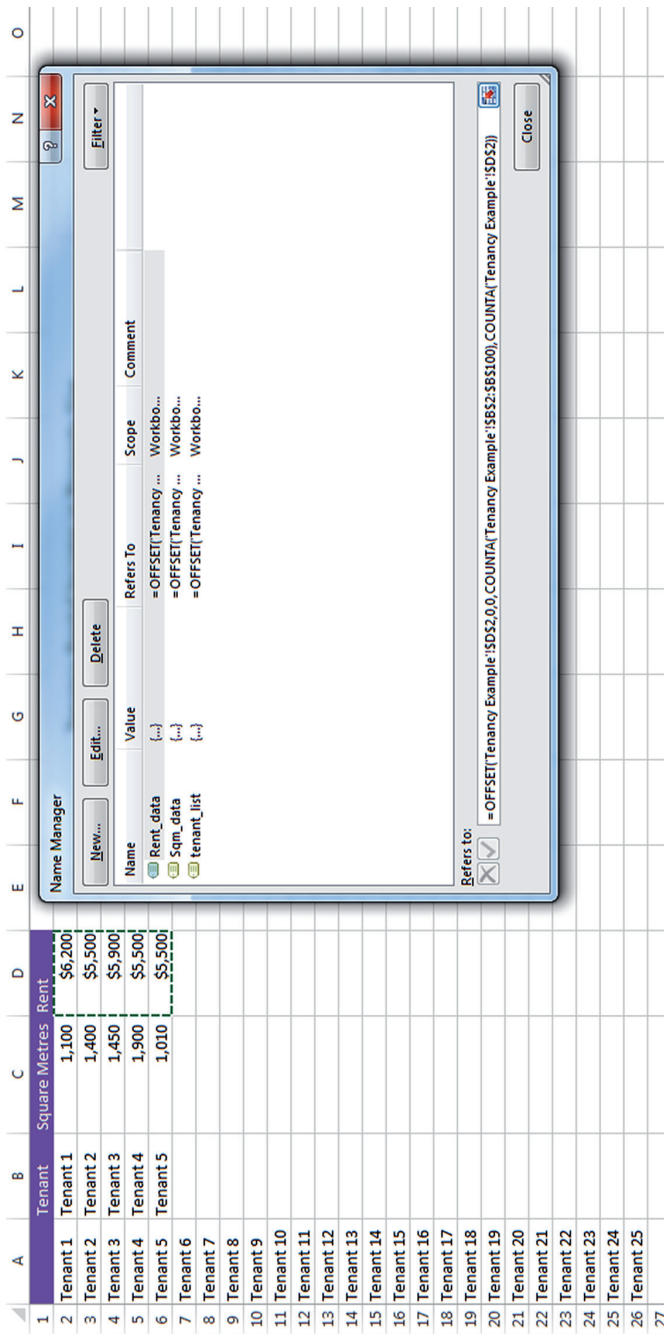 A B C D E F G H I J K L M N O
1 Tenant Square Metres Rent
2 Tenant 1 Tenant 1 1,100 $6,200
3 Tenant 2 Tenant 2 1,400 $5,500
4 Tenant 3 Tenant 3 1,450 $5,900
5 Tenant 4 Tenant 4 1,900 $5,500
6 Tenant 5 Tenant 5 1,010 $5,500
7 Tenant 6
8 Tenant 7
9 Tenant 8
10 Tenant 9
11 Tenant 10
12 Tenant 11
13 Tenant 12
14 Tenant 13
15 Tenant 14
16 Tenant 15
17 Tenant 16
18 Tenant 17
19 Tenant 18
20 Tenant 19
21 Tenant 20
22 Tenant 21
23 Tenant 22
24 Tenant 23
25 Tenant 24
26 Tenant 25
27
Name Manager ? X
New... Edit... Delete Filter
Name Value Refers To Scope Comment
Rent_data {...} =OFFSET('Tenancy ... Workbo...
Sqm_data {...} =OFFSET('Tenancy ... Workbo...
tenant_list {...} =OFFSET('Tenancy ... Workbo...
Refers to:
=OFFSET('Tenancy Example'!$D$2,0,0,COUNTA('Tenancy Example'!$B$2:$B$100),COUNTA('Tenancy Example'!$D$2))
Close